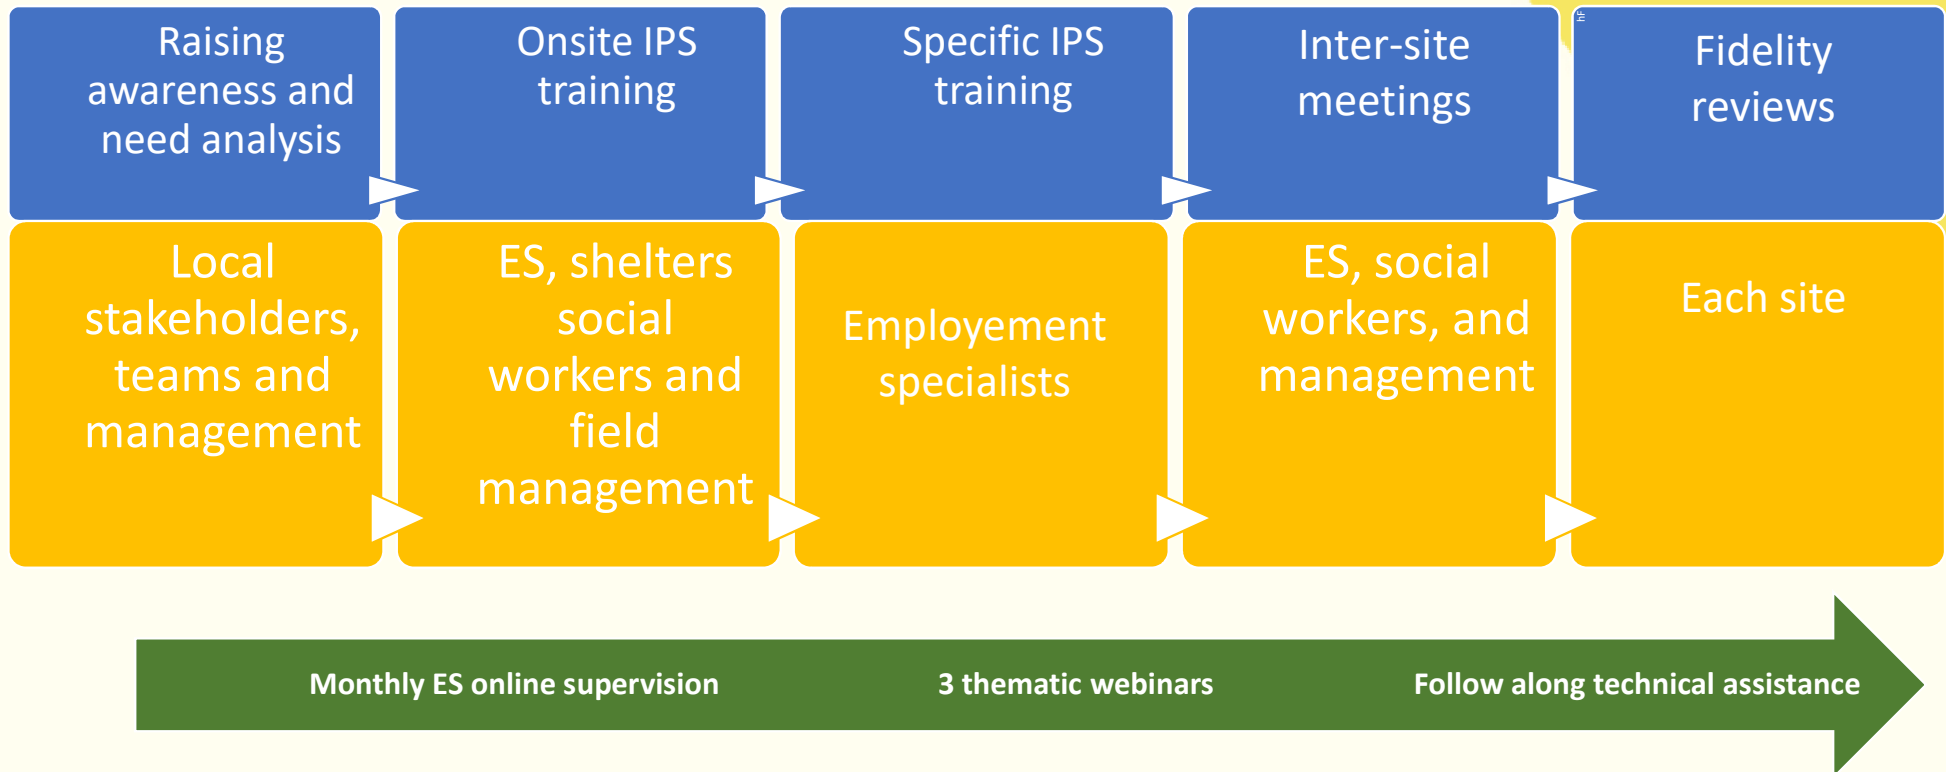 Raising
awareness and
need analysis
Onsite IPS
training
Specific IPS
training
Inter-site
meetings
Fidelity
reviews
Local
stakeholders,
teams and
management
ES, shelters
social
workers and
field
management
Employement
specialists
ES, social
workers, and
management
Each site
Monthly ES online supervision
3 thematic webinars
Follow along technical assistance